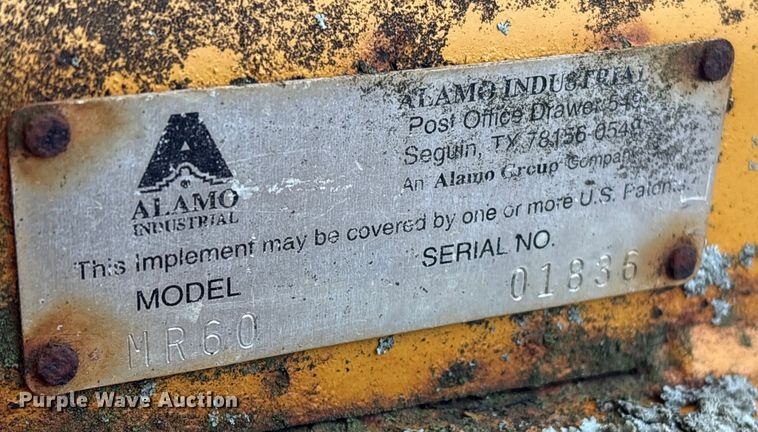 ALAMO
INDUSTRIAL
ALAMO INDUSTRIAL
Post Office Drawer 549
Seguin, TX 78156-0549
An Alamo Group Company
This Implement may be covered by one or more U.S. Patents.
MODEL
SERIAL NO.
MR60
01836
Purple Wave Auction